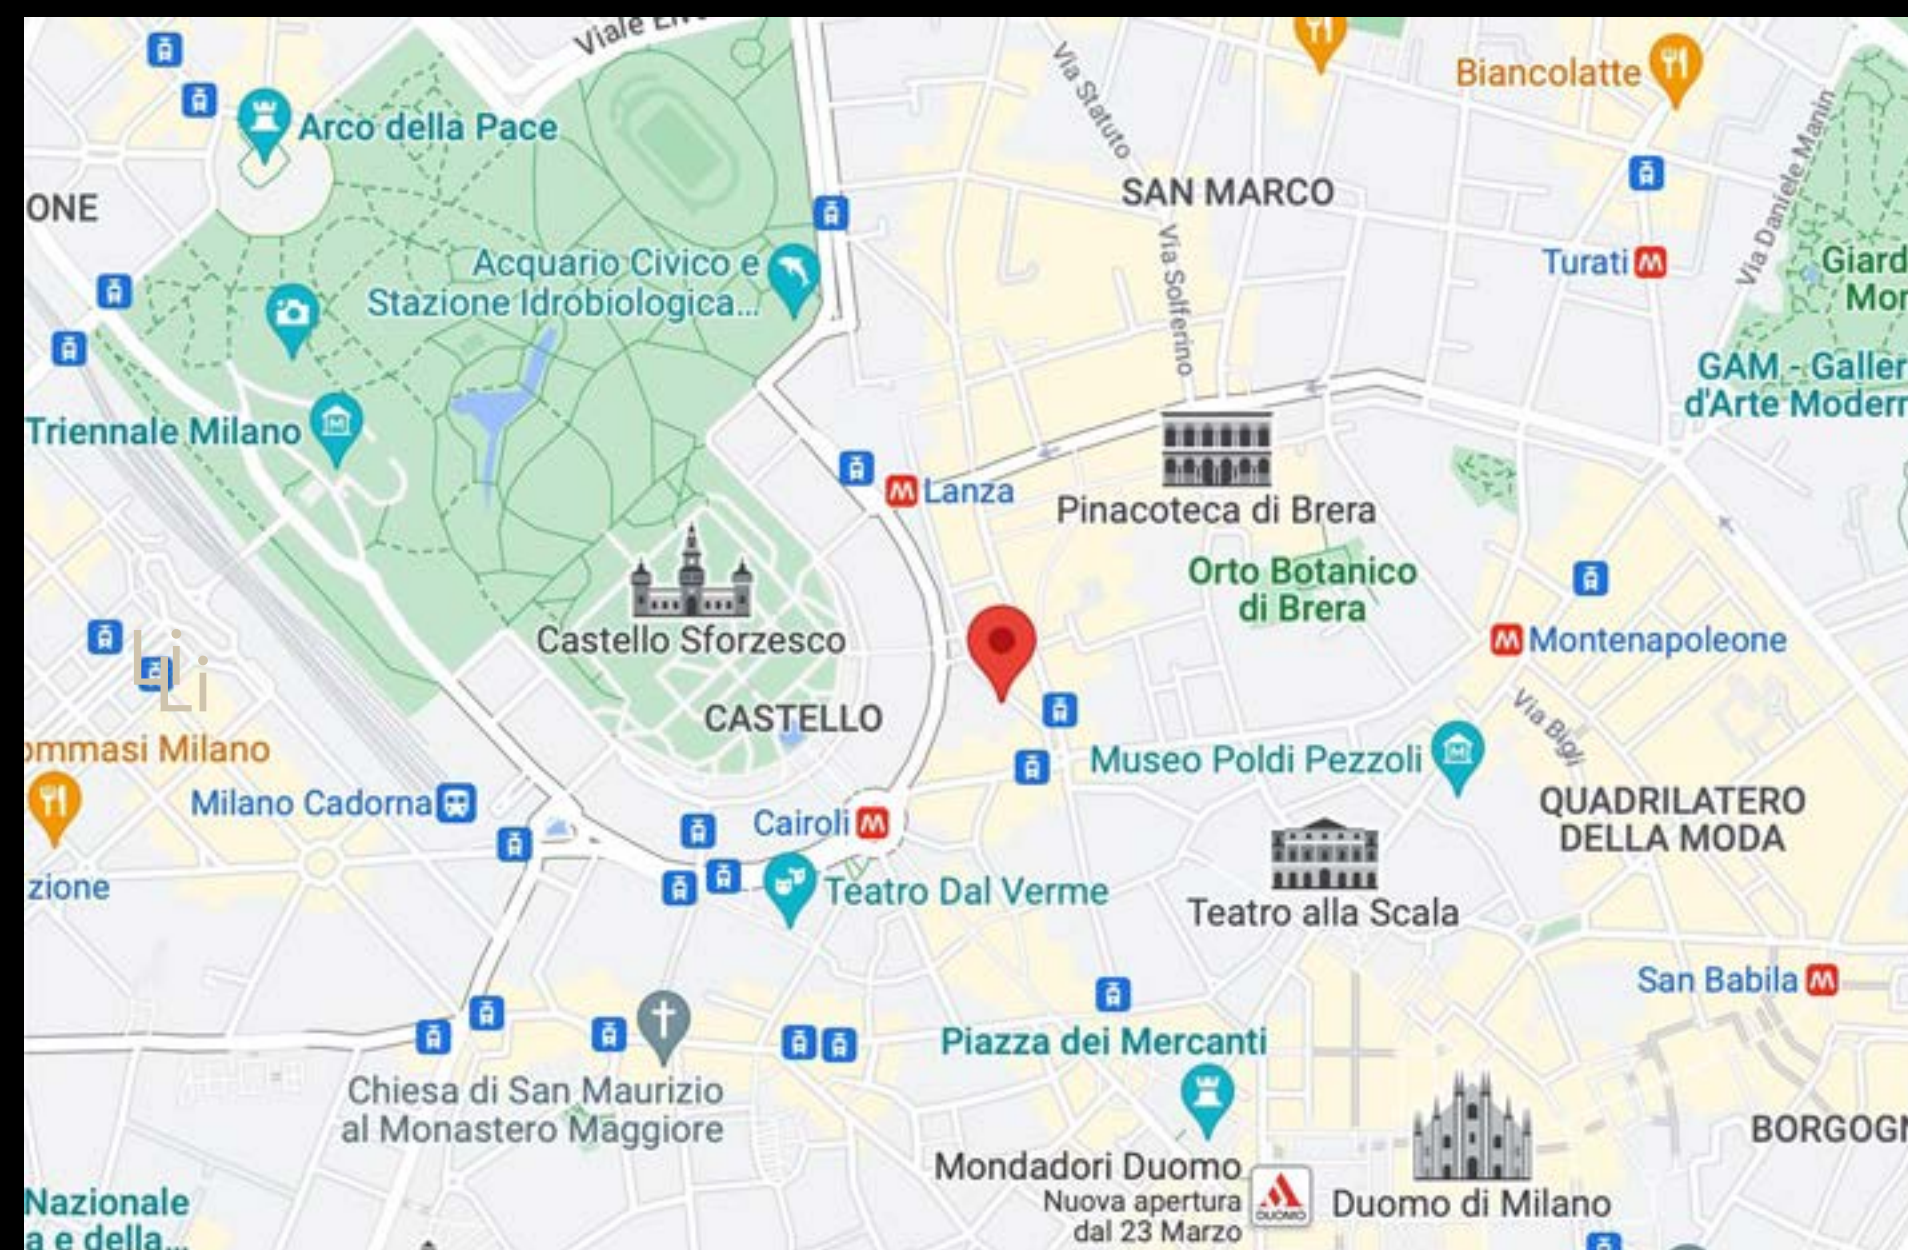 Viale
Via Statuto
Biancolatte
Arco della Pace
Via Daniele Manin
ONE
SAN MARCO
Acquario Civico e
Stazione Idrobiologica...
Via Solferino
Turati
Giard
Mor
GAM - Galler
d'Arte Modern
Triennale Milano
Lanza
Pinacoteca di Brera
Orto Botanico
di Brera
Castello Sforzesco
Montenapoleone
Li
Li
CASTELLO
Via Bigli
ommasi Milano
Museo Poldi Pezzoli
Milano Cadorna
Cairoli
QUADRILATERO
DELLA MODA
zione
Teatro Dal Verme
Teatro alla Scala
San Babila
Piazza dei Mercanti
Chiesa di San Maurizio
al Monastero Maggiore
BORGOGN
Mondadori Duomo
Nuova apertura
dal 23 Marzo
DUOMO
Duomo di Milano
Nazionale
a e della...